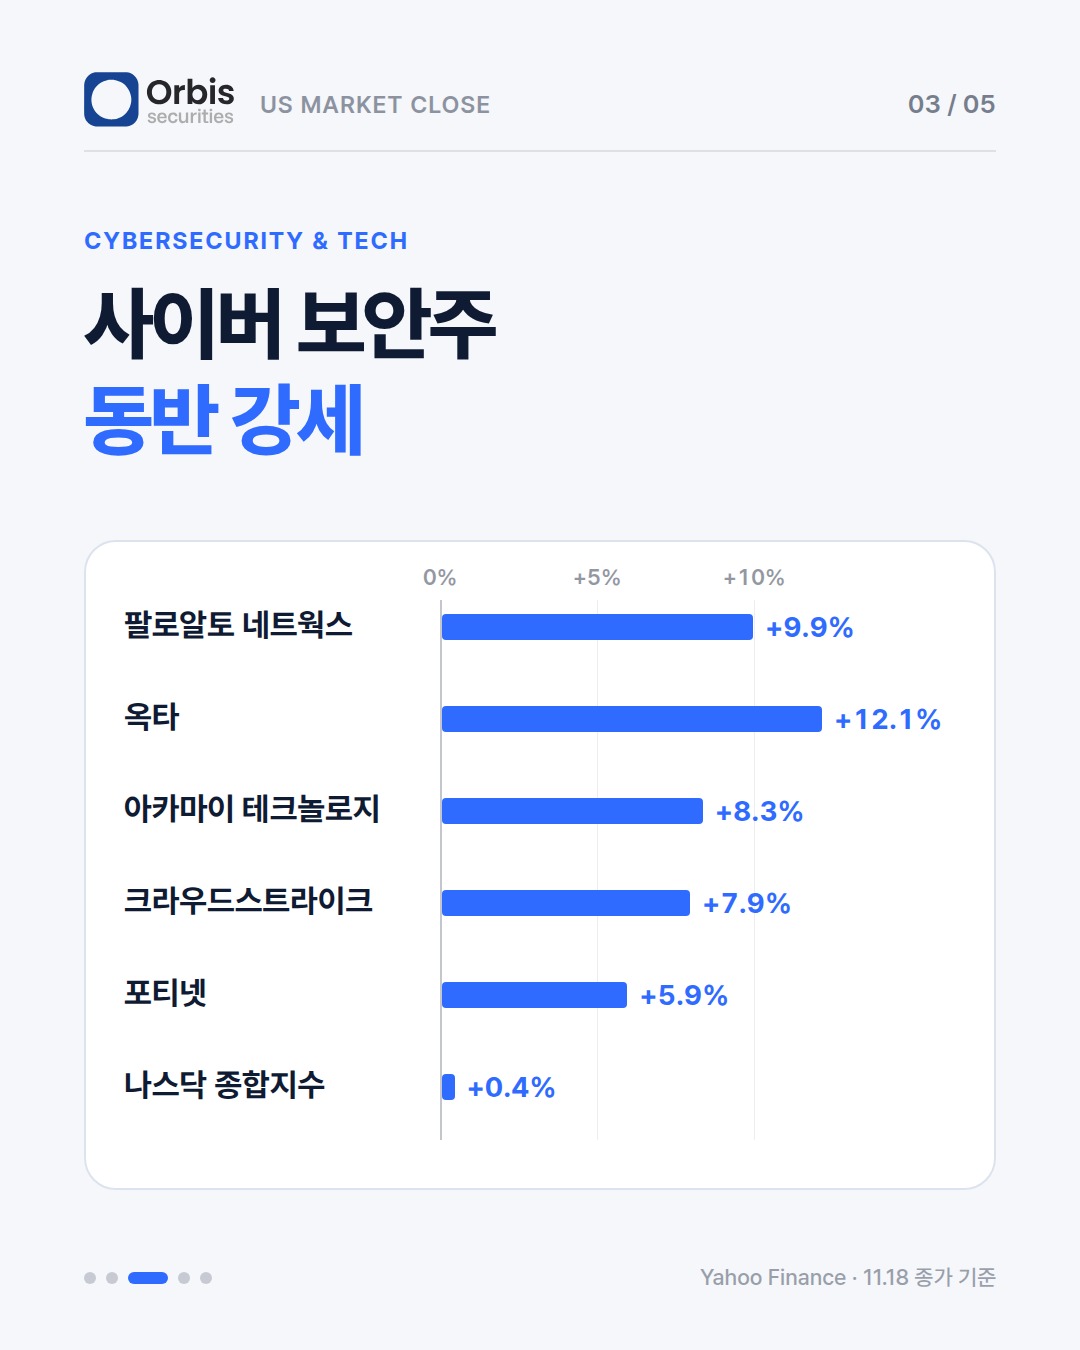 Orbis
securities
US MARKET CLOSE
03 / 05
CYBERSECURITY & TECH
사이버 보안주
동반 강세
0% +5% +10%
팔로알토 네트웍스 +9.9%
옥타 +12.1%
아카마이 테크놀로지 +8.3%
크라우드스트라이크 +7.9%
포티넷 +5.9%
나스닥 종합지수 +0.4%
Yahoo Finance · 11.18 종가 기준